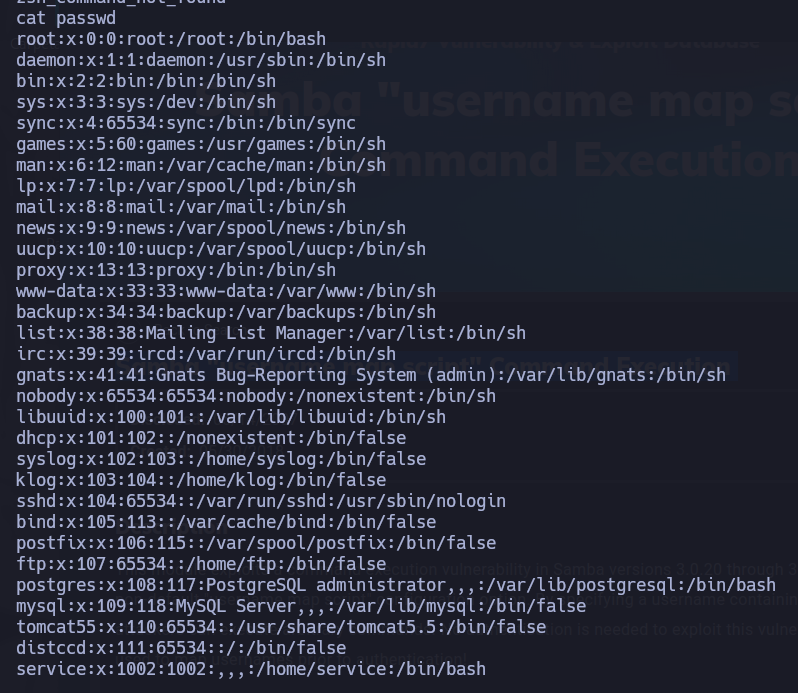 zsh_command_not_found
cat passwd
root:x:0:0:root:/root:/bin/bash
daemon:x:1:1:daemon:/usr/sbin:/bin/sh
bin:x:2:2:bin:/bin:/bin/sh
sys:x:3:3:sys:/dev:/bin/sh
sync:x:4:65534:sync:/bin:/bin/sync
games:x:5:60:games:/usr/games:/bin/sh
man:x:6:12:man:/var/cache/man:/bin/sh
lp:x:7:7:lp:/var/spool/lpd:/bin/sh
mail:x:8:8:mail:/var/mail:/bin/sh
news:x:9:9:news:/var/spool/news:/bin/sh
uucp:x:10:10:uucp:/var/spool/uucp:/bin/sh
proxy:x:13:13:proxy:/bin:/bin/sh
www-data:x:33:33:www-data:/var/www:/bin/sh
backup:x:34:34:backup:/var/backups:/bin/sh
list:x:38:38:Mailing List Manager:/var/list:/bin/sh
irc:x:39:39:ircd:/var/run/ircd:/bin/sh
gnats:x:41:41:Gnats Bug-Reporting System (admin):/var/lib/gnats:/bin/sh
nobody:x:65534:65534:nobody:/nonexistent:/bin/sh
libuuid:x:100:101::/var/lib/libuuid:/bin/sh
dhcp:x:101:102::/nonexistent:/bin/false
syslog:x:102:103::/home/syslog:/bin/false
klog:x:103:104::/home/klog:/bin/false
sshd:x:104:65534::/var/run/sshd:/usr/sbin/nologin
bind:x:105:113::/var/cache/bind:/bin/false
postfix:x:106:115::/var/spool/postfix:/bin/false
ftp:x:107:65534::/home/ftp:/bin/false
postgres:x:108:117:PostgreSQL administrator,,,:/var/lib/postgresql:/bin/bash
mysql:x:109:118:MySQL Server,,,:/var/lib/mysql:/bin/false
tomcat55:x:110:65534::/usr/share/tomcat5.5:/bin/false
distccd:x:111:65534::/:/bin/false
service:x:1002:1002:,,,:/home/service:/bin/bash